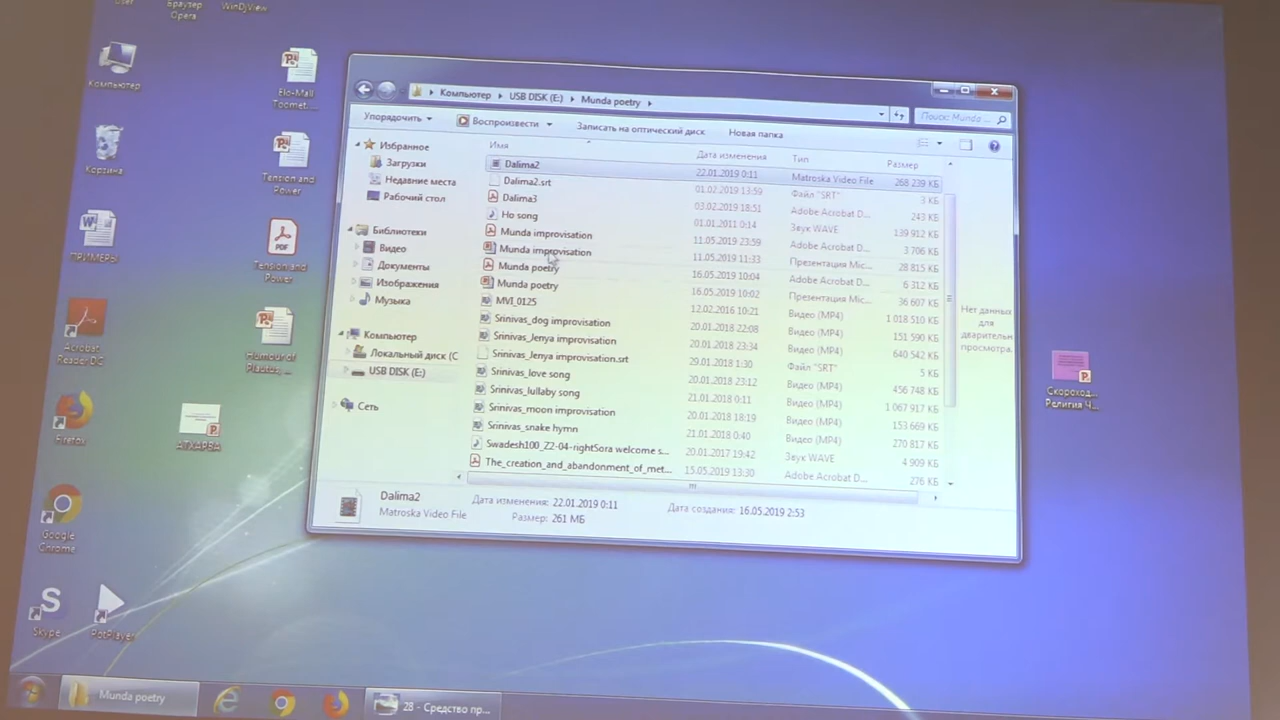 User
Браузер
Opera
WinDjView
Компьютер
Elo-Mall
Toomet...
Корзина
Tension and
Power
ПРИМЕРЫ
Tension and
Power
Acrobat
Reader DC
Humour of
Plautus, ...
Firefox
АТХАРВА
Google
Chrome
Skype
PotPlayer
Скороход...
Религия Ч...
Компьютер
USB DISK (E:)
Munda poetry
Поиск: Munda ...
Упорядочить
Воспроизвести
Записать на оптический диск
Новая папка
Избранное
Загрузки
Недавние места
Рабочий стол
Библиотеки
Видео
Документы
Изображения
Музыка
Компьютер
Локальный диск (C
USB DISK (E:)
Сеть
Имя Дата изменения Тип Размер
Dalima2 22.01.2019 0:11 Matroska Video File 268 239 КБ
Dalima2.srt 01.02.2019 13:59 Файл "SRT" 3 КБ
Dalima3 03.02.2019 18:51 Adobe Acrobat D... 243 КБ
Ho song 01.01.2011 0:14 Звук WAVE 139 912 КБ
Munda improvisation 11.05.2019 23:59 Adobe Acrobat D... 3 706 КБ
Munda improvisation 11.05.2019 11:33 Презентация Mic... 28 815 КБ
Munda poetry 16.05.2019 10:04 Adobe Acrobat D... 6 312 КБ
Munda poetry 16.05.2019 10:02 Презентация Mic... 36 607 КБ
MVI_0125 12.02.2016 10:21 Видео (MP4) 1 018 510 КБ
Srinivas_dog improvisation 20.01.2018 22:08 Видео (MP4) 151 590 КБ
Srinivas_Jenya improvisation 20.01.2018 23:34 Видео (MP4) 640 542 КБ
Srinivas_Jenya improvisation.srt 29.01.2018 1:30 Файл "SRT" 5 КБ
Srinivas_love song 20.01.2018 23:12 Видео (MP4) 456 748 КБ
Srinivas_lullaby song 21.01.2018 0:11 Видео (MP4) 1 067 917 КБ
Srinivas_moon improvisation 20.01.2018 18:19 Видео (MP4) 153 669 КБ
Srinivas_snake hymn 21.01.2018 0:40 Видео (MP4) 270 817 КБ
Swadesh100_Z2-04-rightSora welcome s... 20.01.2017 19:42 Звук WAVE 4 909 КБ
The_creation_and_abandonment_of_met... 15.05.2019 13:30 Adobe Acrobat D... 276 КБ
Нет данных
для
дварительн
просмотра.
Dalima2 Дата изменения: 22.01.2019 0:11 Дата создания: 16.05.2019 2:53
Matroska Video File Размер: 261 МБ
Munda poetry
28 - Средство пр...